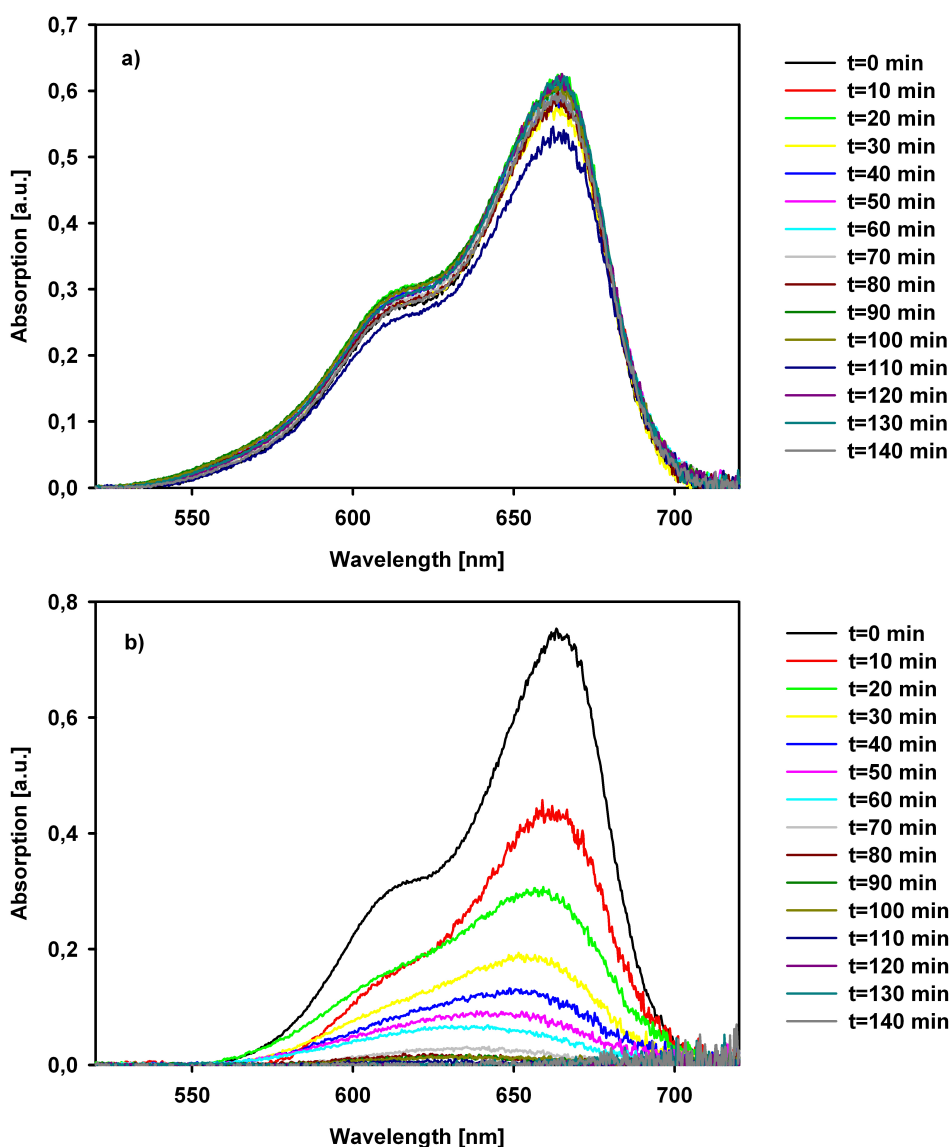 0,7
a)
0,6
0,5
0,4
0,3
0,2
0,1
0,0
Absorption [a.u.]
550 600 650 700
Wavelength [nm]
t=0 min
t=10 min
t=20 min
t=30 min
t=40 min
t=50 min
t=60 min
t=70 min
t=80 min
t=90 min
t=100 min
t=110 min
t=120 min
t=130 min
t=140 min
0,8
b)
0,6
0,4
0,2
0,0
Absorption [a.u.]
550 600 650 700
Wavelength [nm]
t=0 min
t=10 min
t=20 min
t=30 min
t=40 min
t=50 min
t=60 min
t=70 min
t=80 min
t=90 min
t=100 min
t=110 min
t=120 min
t=130 min
t=140 min